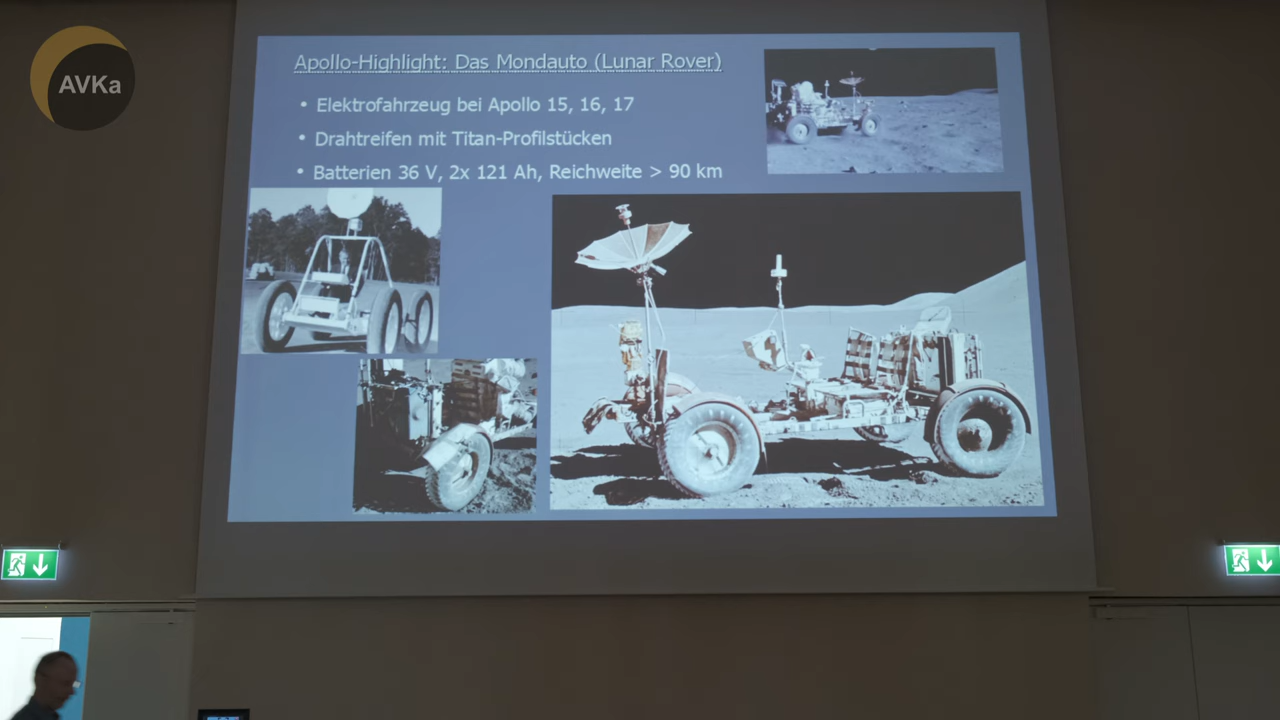 AVKa
Apollo-Highlight: Das Mondauto (Lunar Rover)
• Elektrofahrzeug bei Apollo 15, 16, 17
• Drahtreifen mit Titan-Profilstücken
• Batterien 36 V, 2x 121 Ah, Reichweite > 90 km